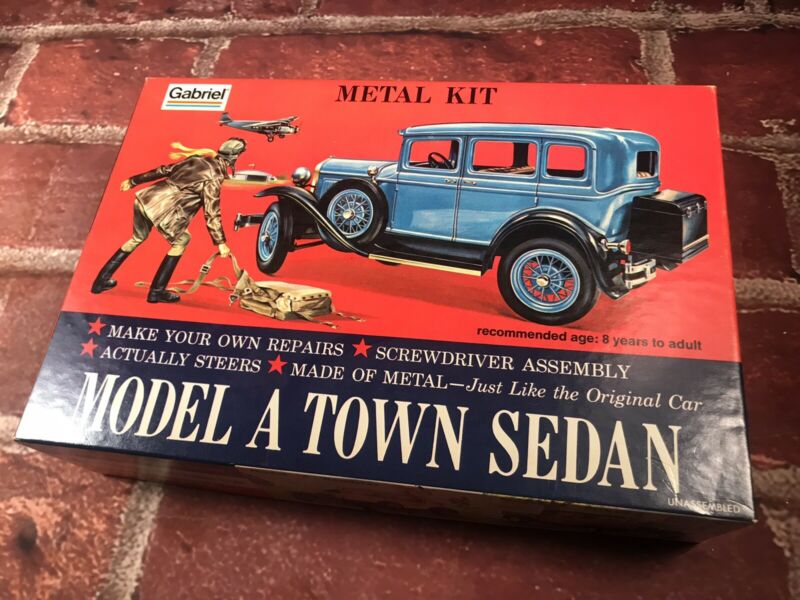 Gabriel
METAL KIT
recommended age: 8 years to adult
★ MAKE YOUR OWN REPAIRS ★ SCREWDRIVER ASSEMBLY
★ ACTUALLY STEERS ★ MADE OF METAL—Just Like the Original Car
MODEL A TOWN SEDAN
UNASSEMBLED